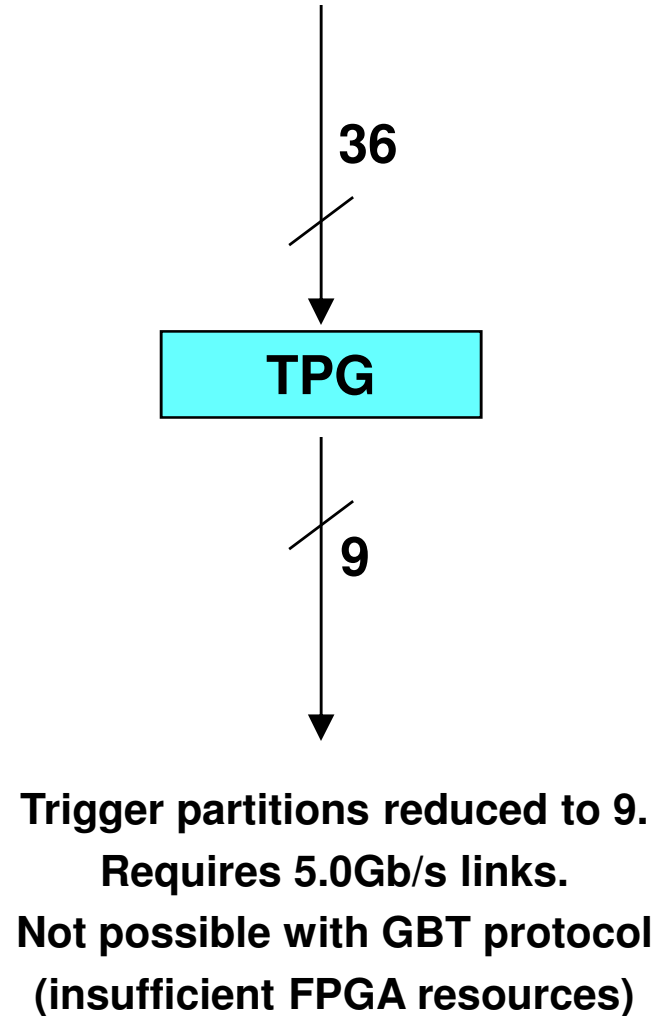 36
TPG
9
Trigger partitions reduced to 9.
Requires 5.0Gb/s links.
Not possible with GBT protocol
(insufficient FPGA resources)